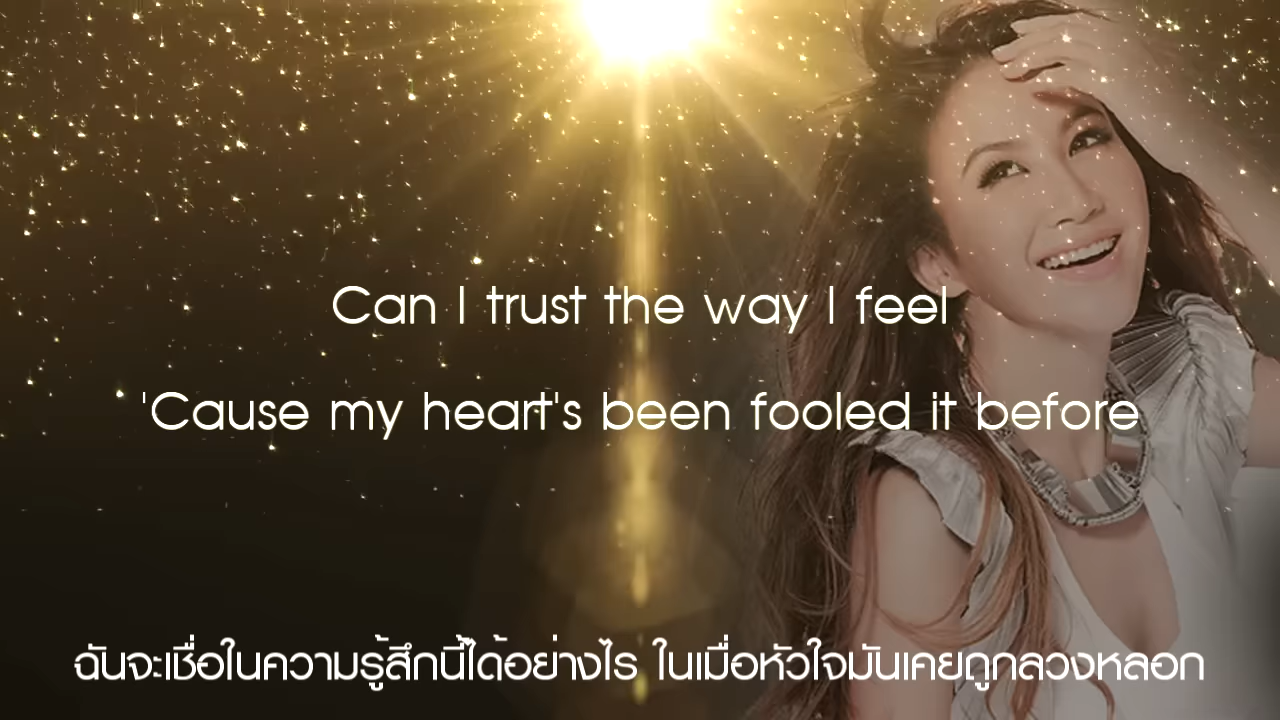 Can I trust the way I feel
'Cause my heart's been fooled it before
ฉันจะเชื่อในความรู้สึกนี้ได้อย่างไร ในเมื่อหัวใจมันเคยถูกลวงหลอก